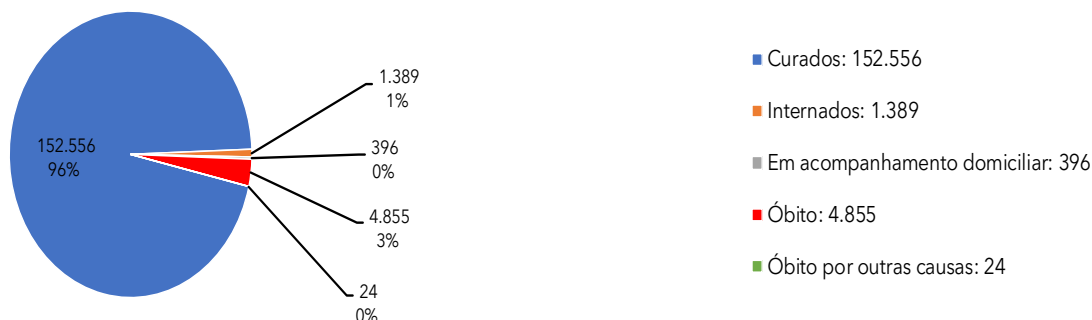 152.556
96%
1.389
1%
396
0%
4.855
3%
24
0%
Curados: 152.556
Internados: 1.389
Em acompanhamento domiciliar: 396
Óbito: 4.855
Óbito por outras causas: 24